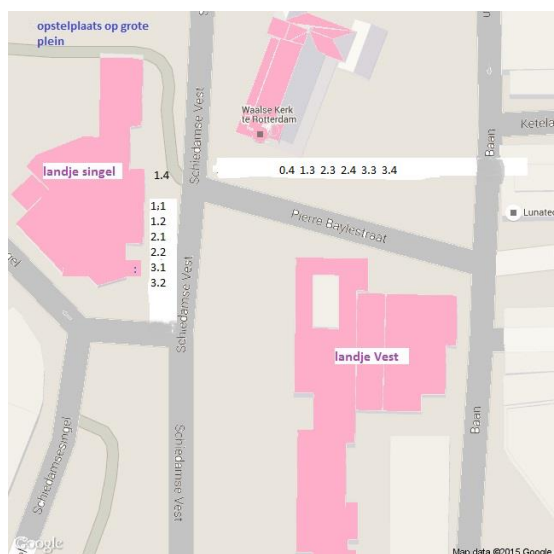 opstelplaats op grote
plein
Schiedamse Vest
Waalse Kerk
te Rotterdam
Baan
Ketela
landje singel
1.4
0.4 1.3 2.3 2.4 3.3 3.4
1.1
1.2
2.1
2.2
3.1
3.2
:
Pierre Baylestraat
Lunatec
Schiedamse Vest
landje Vest
Schiedamsesingel
Schiedamse Vest
Baan
Google
Map data ©2015 Google